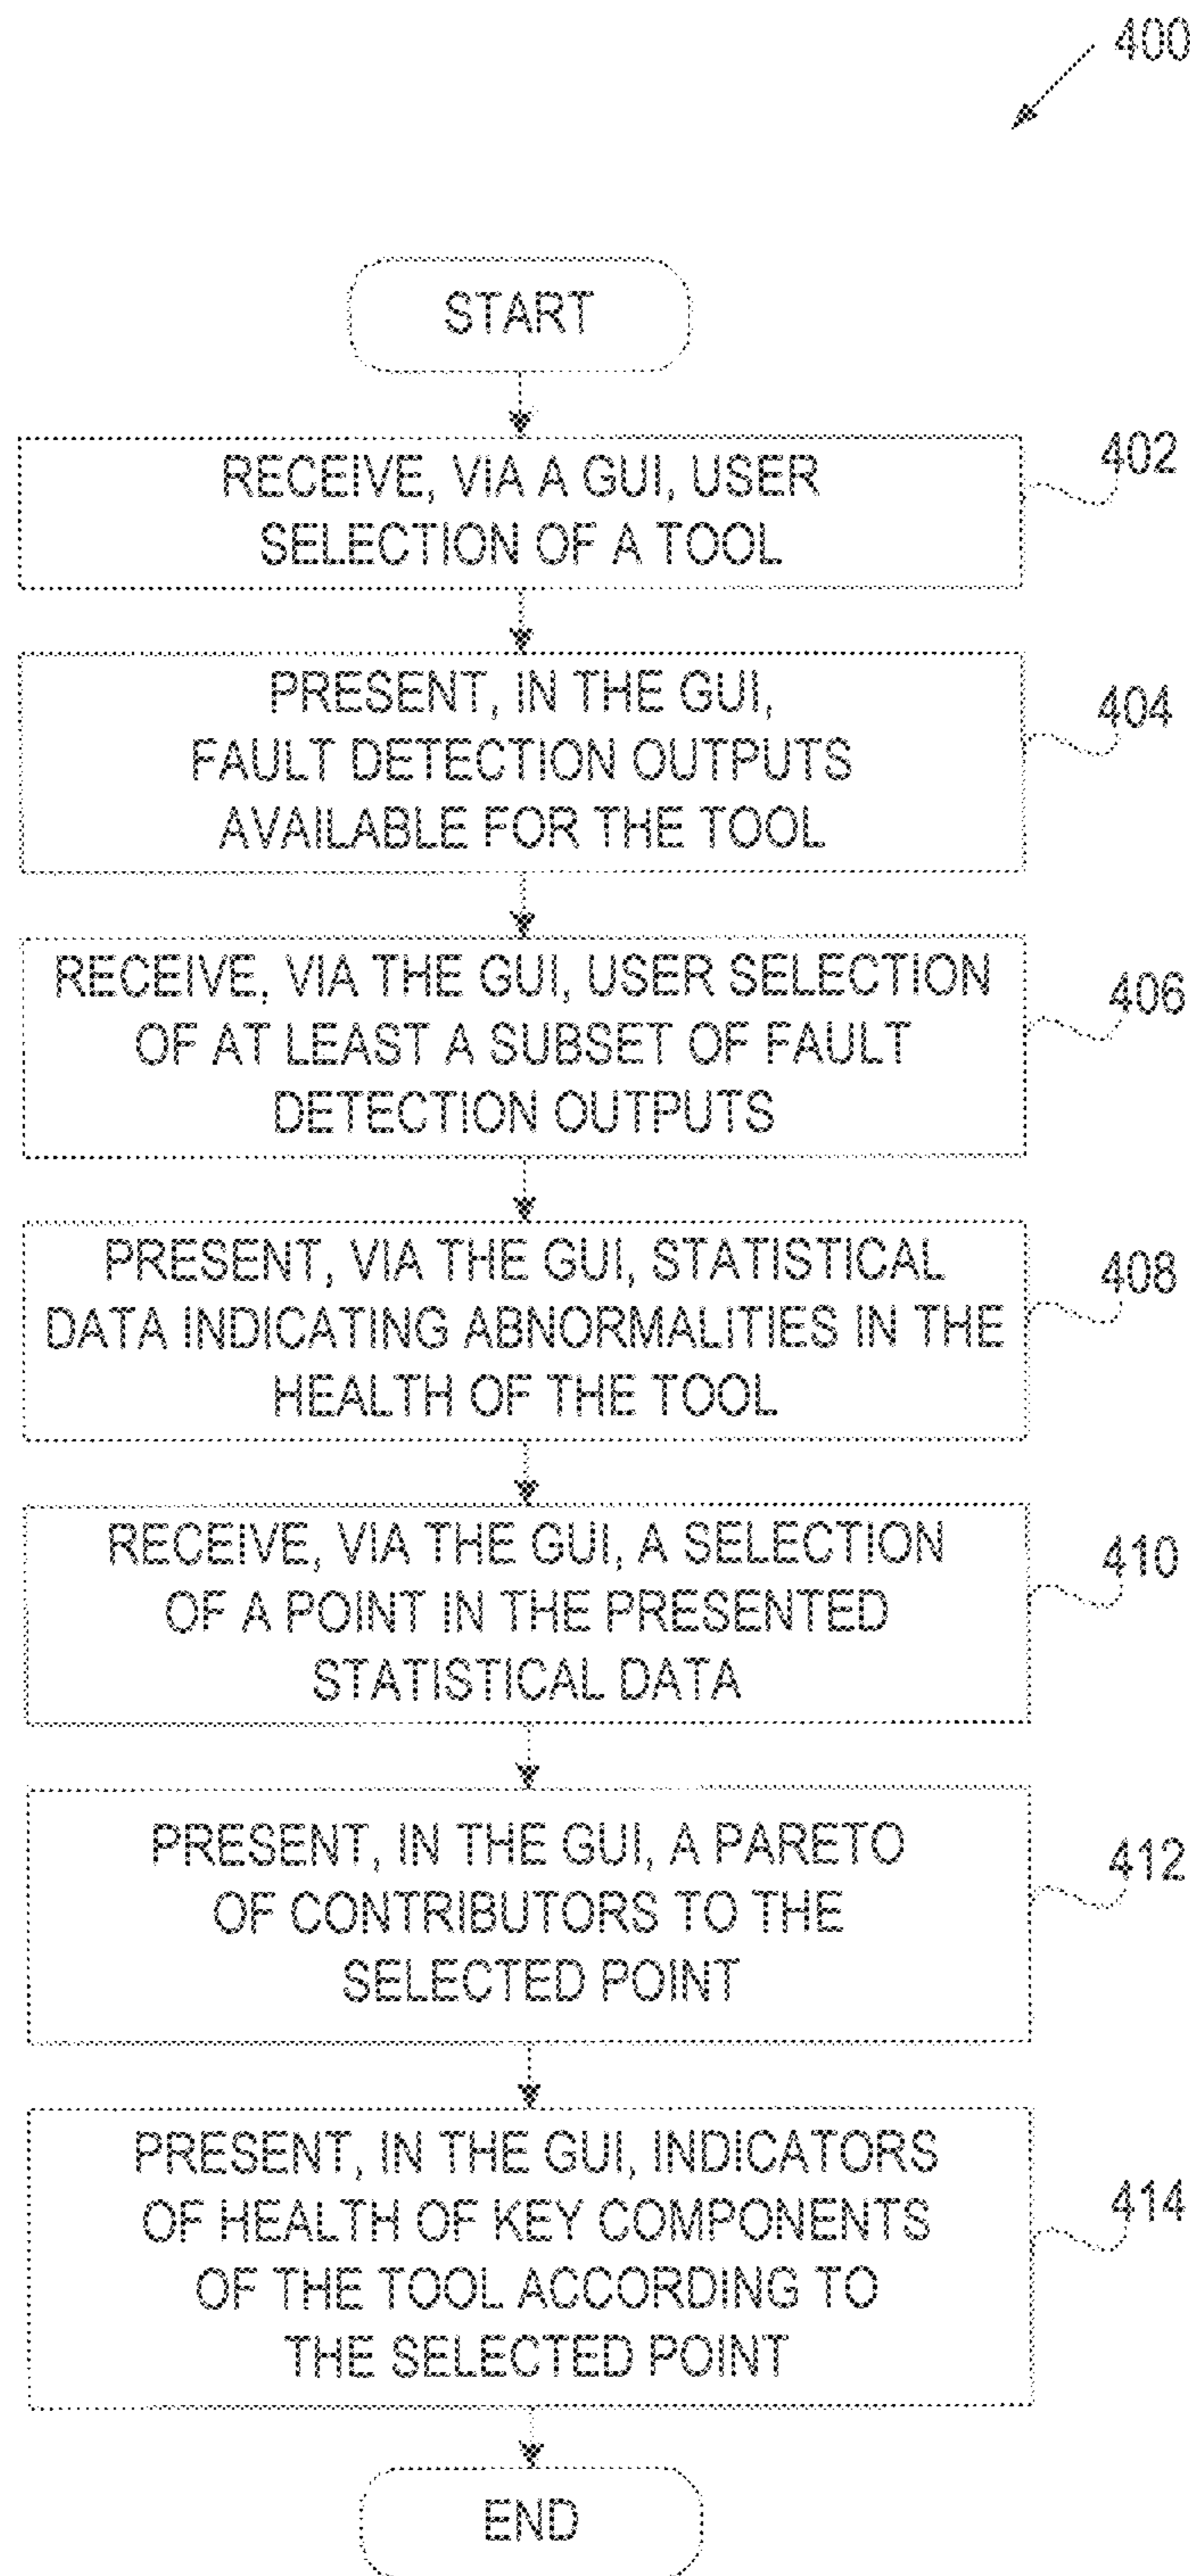 400
START
RECEIVE, VIA A GUI, USER
SELECTION OF A TOOL
402
PRESENT, IN THE GUI,
FAULT DETECTION OUTPUTS
AVAILABLE FOR THE TOOL
404
RECEIVE, VIA THE GUI, USER SELECTION
OF AT LEAST A SUBSET OF FAULT
DETECTION OUTPUTS
406
PRESENT, VIA THE GUI, STATISTICAL
DATA INDICATING ABNORMALITIES IN THE
HEALTH OF THE TOOL
408
RECEIVE, VIA THE GUI, A SELECTION
OF A POINT IN THE PRESENTED
STATISTICAL DATA
410
PRESENT, IN THE GUI, A PARETO
OF CONTRIBUTORS TO THE
SELECTED POINT
412
PRESENT, IN THE GUI, INDICATORS
OF HEALTH OF KEY COMPONENTS
OF THE TOOL ACCORDING TO
THE SELECTED POINT
414
END